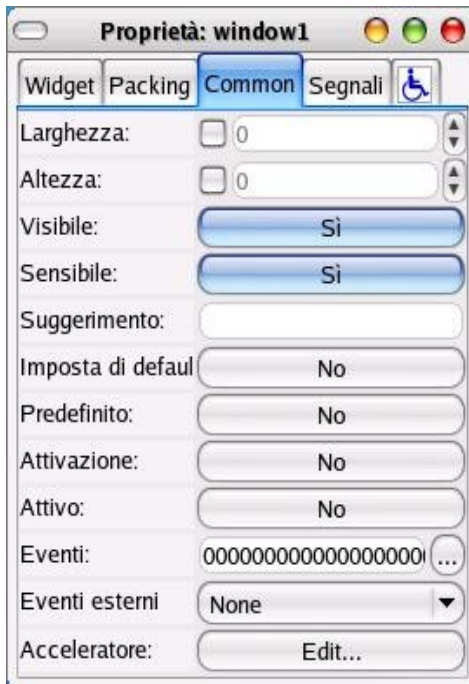 Proprietà: window1
Widget Packing Common Segnali
Larghezza: 0
Altezza: 0
Visibile: Sì
Sensibile: Sì
Suggerimento:
Imposta di defaul No
Predefinito: No
Attivazione: No
Attivo: No
Eventi: 000000000000000000 ...
Eventi esterni None
Acceleratore: Edit...